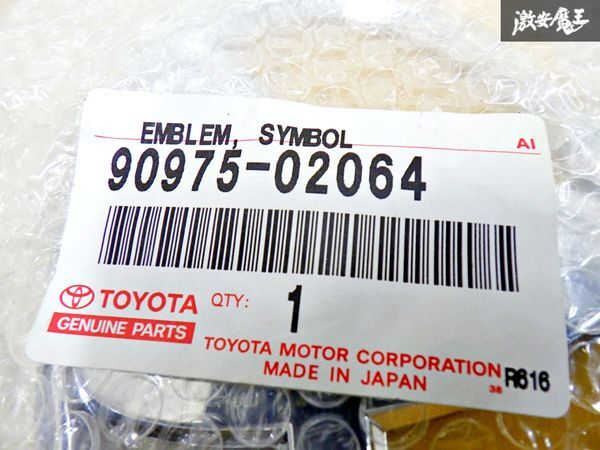 激安魔王
EMBLEM, SYMBOL
AI
90975-02064
TOYOTA QTY: 1
GENUINE PARTS
TOYOTA MOTOR CORPORATION
MADE IN JAPAN 38 R616